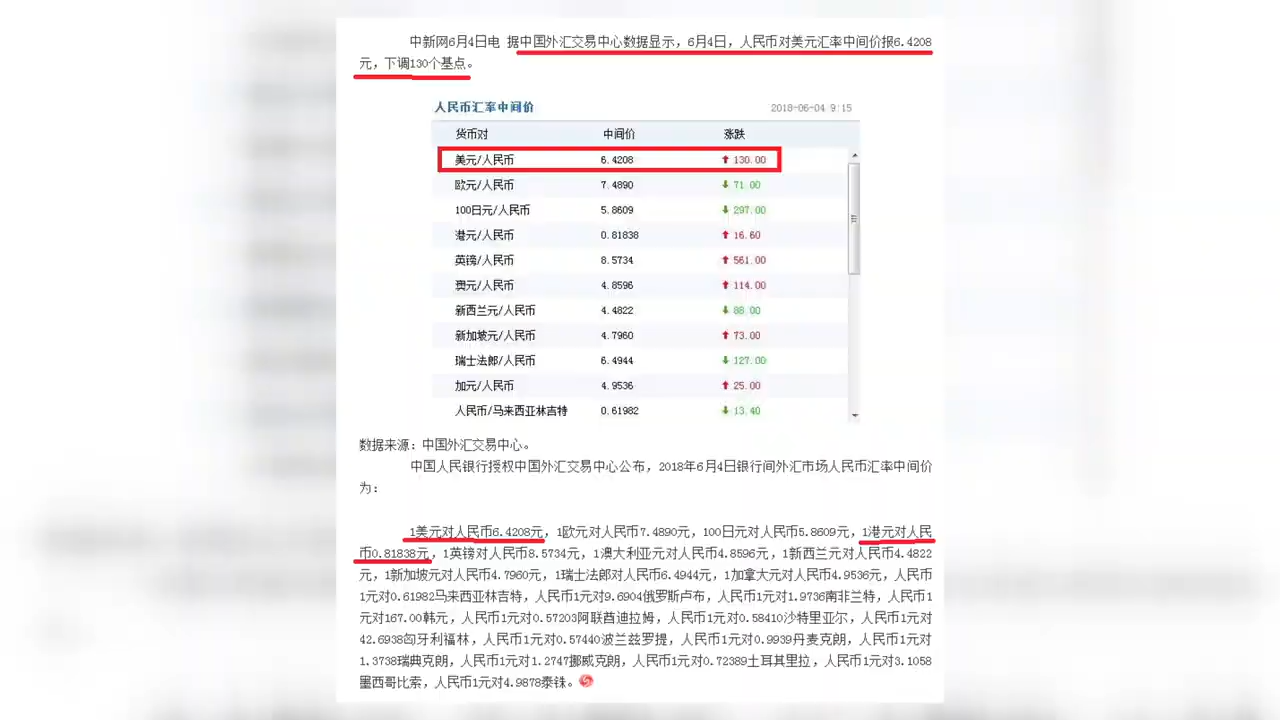 中新网6月4日电 据中国外汇交易中心数据显示，6月4日，人民币对美元汇率中间价报6.4208
元，下调130个基点。
人民币汇率中间价 2018-06-04 9:15
货币对 中间价 涨跌
美元/人民币 6.4208 130.00
欧元/人民币 7.4890 71.00
100日元/人民币 5.8609 297.00
港元/人民币 0.81838 16.60
英镑/人民币 8.5734 561.00
澳元/人民币 4.8596 114.00
新西兰元/人民币 4.4822 88.00
新加坡元/人民币 4.7960 73.00
瑞士法郎/人民币 6.4944 127.00
加元/人民币 4.9536 25.00
人民币/马来西亚林吉特 0.61982 13.40
数据来源：中国外汇交易中心。
中国人民银行授权中国外汇交易中心公布，2018年6月4日银行间外汇市场人民币汇率中间价
为：
1美元对人民币6.4208元，1欧元对人民币7.4890元，100日元对人民币5.8609元，1港元对人民
币0.81838元，1英镑对人民币8.5734元，1澳大利亚元对人民币4.8596元，1新西兰元对人民币4.4822
元，1新加坡元对人民币4.7960元，1瑞士法郎对人民币6.4944元，1加拿大元对人民币4.9536元，人民币
1元对0.61982马来西亚林吉特，人民币1元对9.6904俄罗斯卢布，人民币1元对1.9736南非兰特，人民币1
元对167.00韩元，人民币1元对0.57203阿联酋迪拉姆，人民币1元对0.58410沙特里亚尔，人民币1元对
42.6938匈牙利福林，人民币1元对0.57440波兰兹罗提，人民币1元对0.9939丹麦克朗，人民币1元对
1.3738瑞典克朗，人民币1元对1.2747挪威克朗，人民币1元对0.72389土耳其里拉，人民币1元对3.1058
墨西哥比索，人民币1元对4.9878泰铢。